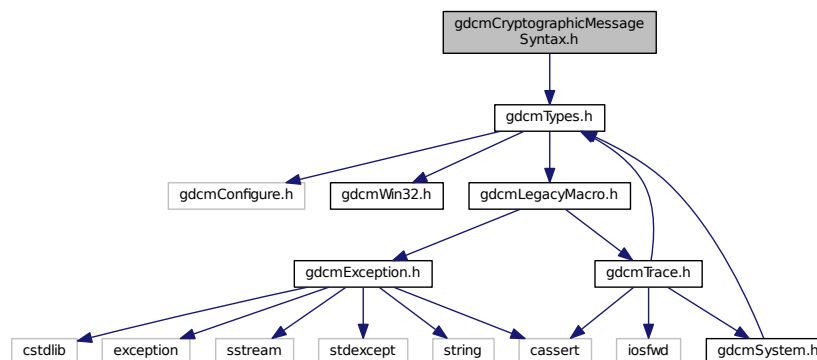 gdcmCryptographicMessage
Syntax.h
gdcmTypes.h
gdcmConfigure.h
gdcmWin32.h
gdcmLegacyMacro.h
gdcmException.h
gdcmTrace.h
cstdlib
exception
sstream
stdexcept
string
cassert
iosfwd
gdcmSystem.h